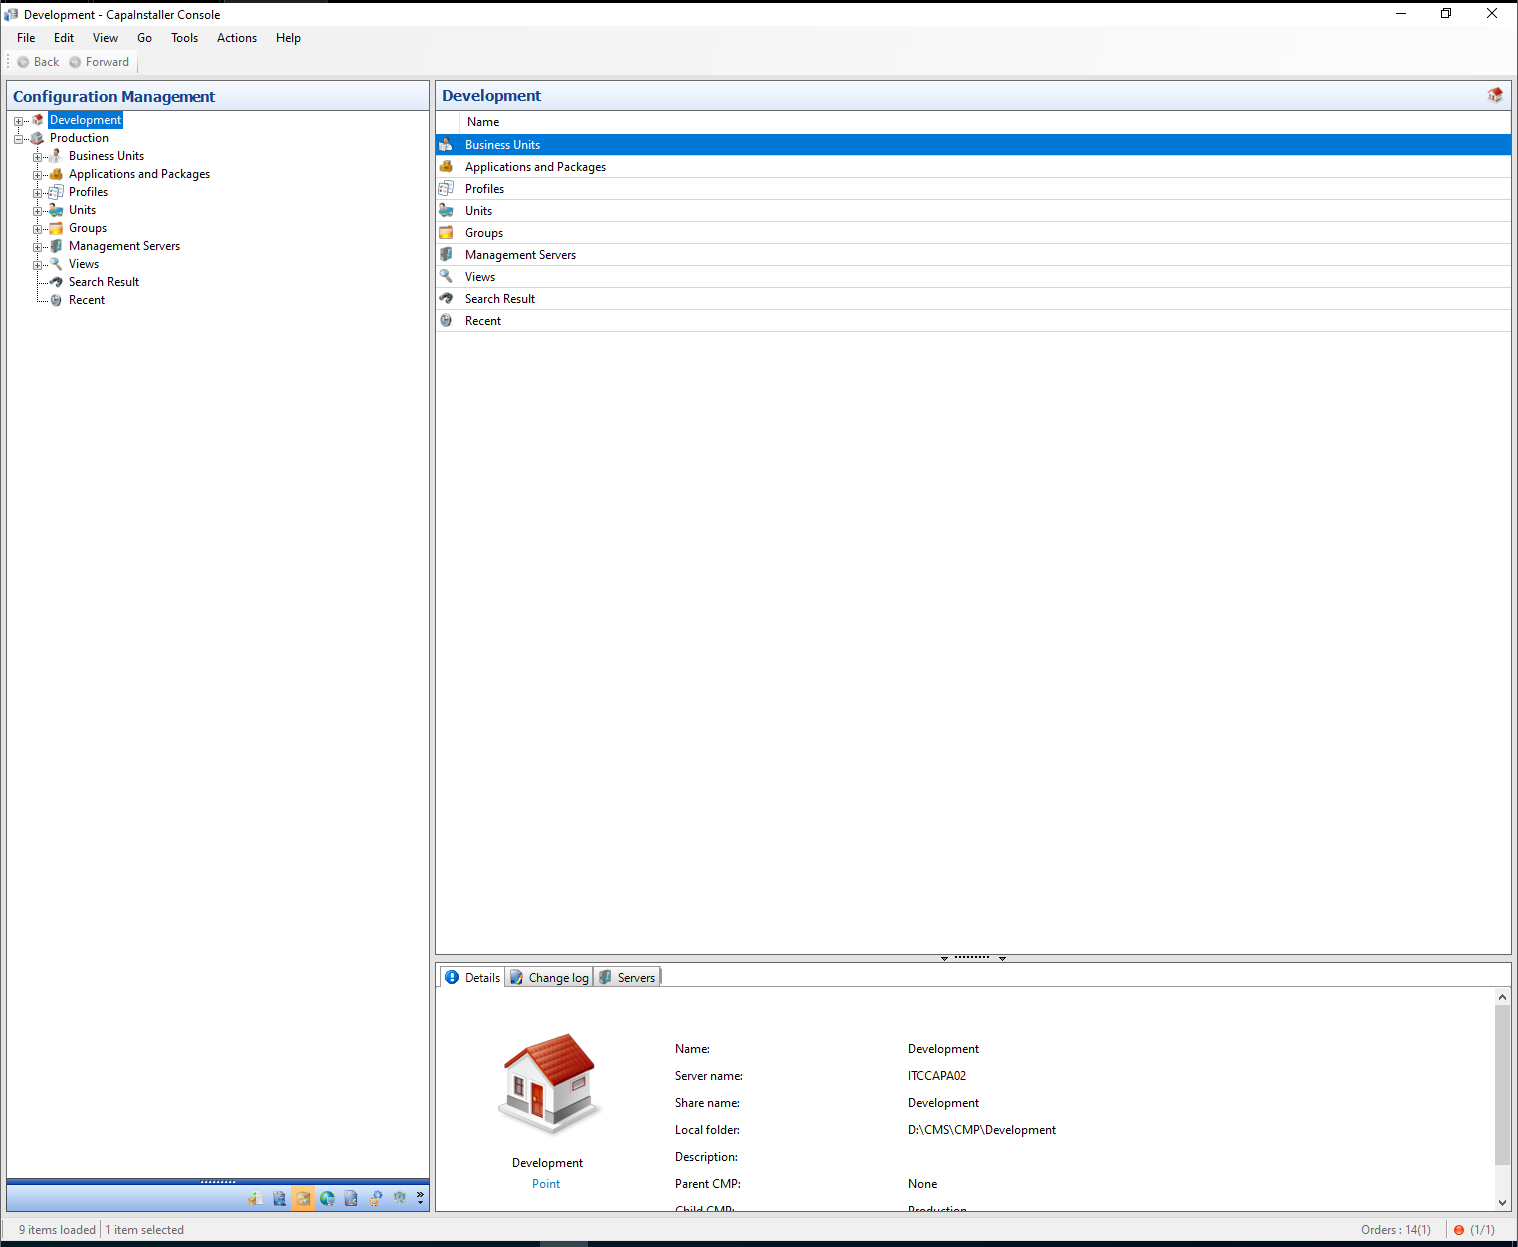 Development - CapaInstaller Console
File Edit View Go Tools Actions Help
Back Forward
Configuration Management
Development
Production
Business Units
Applications and Packages
Profiles
Units
Groups
Management Servers
Views
Search Result
Recent
Development
Name
Business Units
Applications and Packages
Profiles
Units
Groups
Management Servers
Views
Search Result
Recent
Details Change log Servers
Development
Point
Name: Development
Server name: ITCCAPA02
Share name: Development
Local folder: D:\CMS\CMP\Development
Description:
Parent CMP: None
Child CMP: Production
9 items loaded 1 item selected
Orders : 14(1) (1/1)